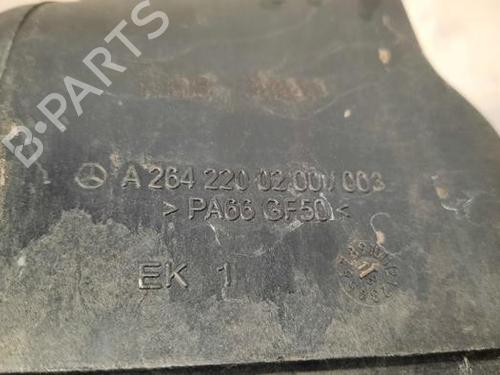 B-PARTS
A 264 220 02 00 / 003
> PA66 GF50 <
EK 1